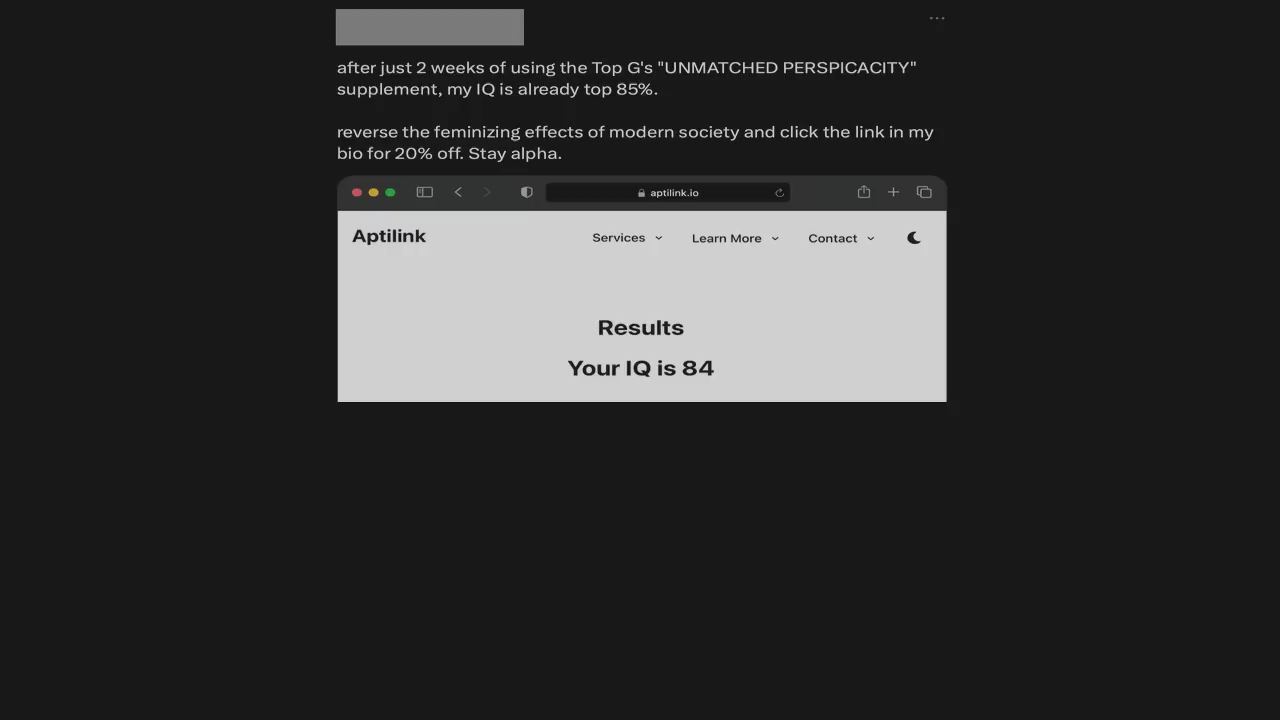 after just 2 weeks of using the Top G's "UNMATCHED PERSPICACITY"
supplement, my IQ is already top 85%.
reverse the feminizing effects of modern society and click the link in my
bio for 20% off. Stay alpha.
aptilink.io
Aptilink
Services
Learn More
Contact
Results
Your IQ is 84